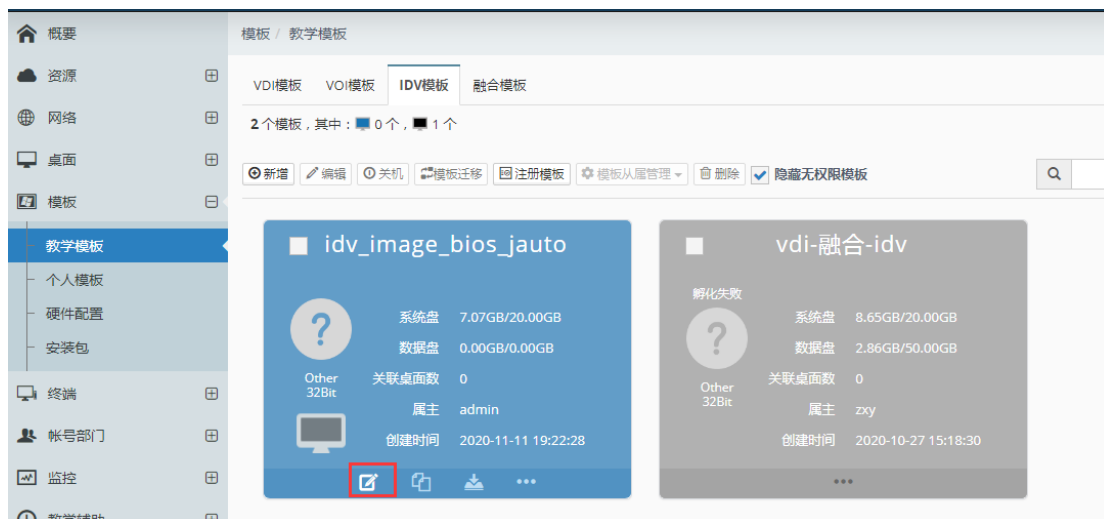 概要
资源
网络
桌面
模板
教学模板
个人模板
硬件配置
安装包
终端
帐号部门
监控
教学辅助
模板 / 教学模板
VDI模板 VOI模板 IDV模板 融合模板
2 个模板 , 其中 : 0 个 , 1 个
新增 编辑 关机 模板迁移 注册模板 模板从属管理 删除 隐藏无权限模板
idv_image_bios_jauto
Other
32Bit
系统盘 7.07GB/20.00GB
数据盘 0.00GB/0.00GB
关联桌面数 0
属主 admin
创建时间 2020-11-11 19:22:28
vdi-融合-idv
孵化失败
Other
32Bit
系统盘 8.65GB/20.00GB
数据盘 2.86GB/50.00GB
关联桌面数 0
属主 zxy
创建时间 2020-10-27 15:18:30